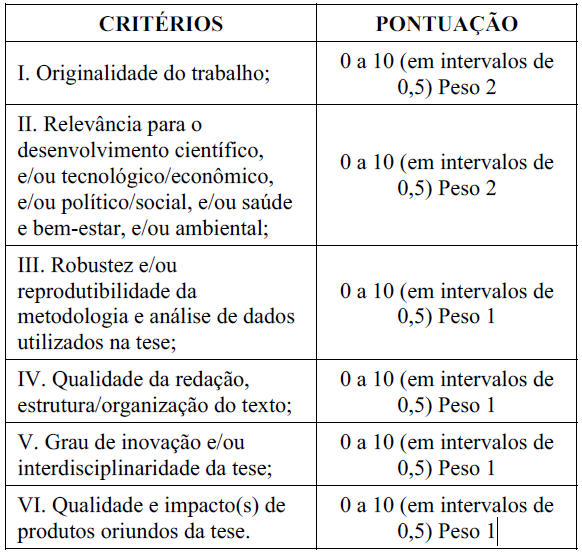 CRITÉRIOS
PONTUAÇÃO
I. Originalidade do trabalho;
0 a 10 (em intervalos de
0,5) Peso 2
II. Relevância para o
desenvolvimento científico,
e/ou tecnológico/econômico,
e/ou político/social, e/ou saúde
e bem-estar, e/ou ambiental;
0 a 10 (em intervalos de
0,5) Peso 2
III. Robustez e/ou
reprodutibilidade da
metodologia e análise de dados
utilizados na tese;
0 a 10 (em intervalos de
0,5) Peso 1
IV. Qualidade da redação,
estrutura/organização do texto;
0 a 10 (em intervalos de
0,5) Peso 1
V. Grau de inovação e/ou
interdisciplinaridade da tese;
0 a 10 (em intervalos de
0,5) Peso 1
VI. Qualidade e impacto(s) de
produtos oriundos da tese.
0 a 10 (em intervalos de
0,5) Peso 1